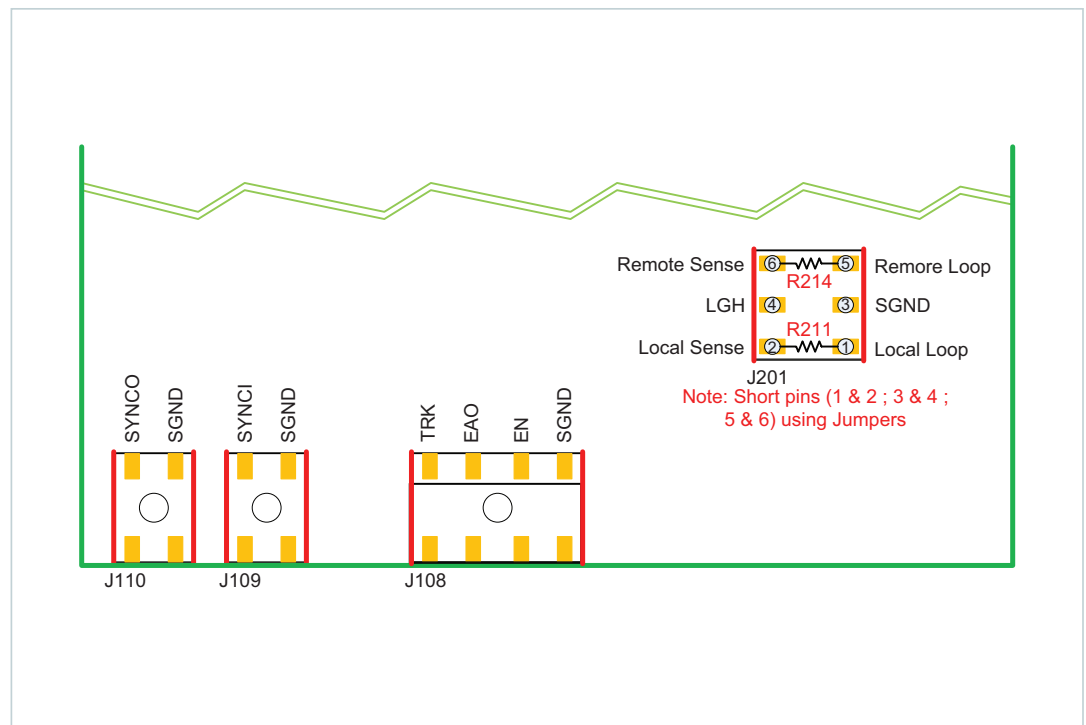 Remote Sense
6
5
Remore Loop
R214
LGH
4
3
SGND
R211
Local Sense
2
1
Local Loop
J201
Note: Short pins (1 & 2 ; 3 & 4 ;
5 & 6) using Jumpers
SYNCO
SGND
SYNCI
SGND
TRK
EAO
EN
SGND
J110
J109
J108